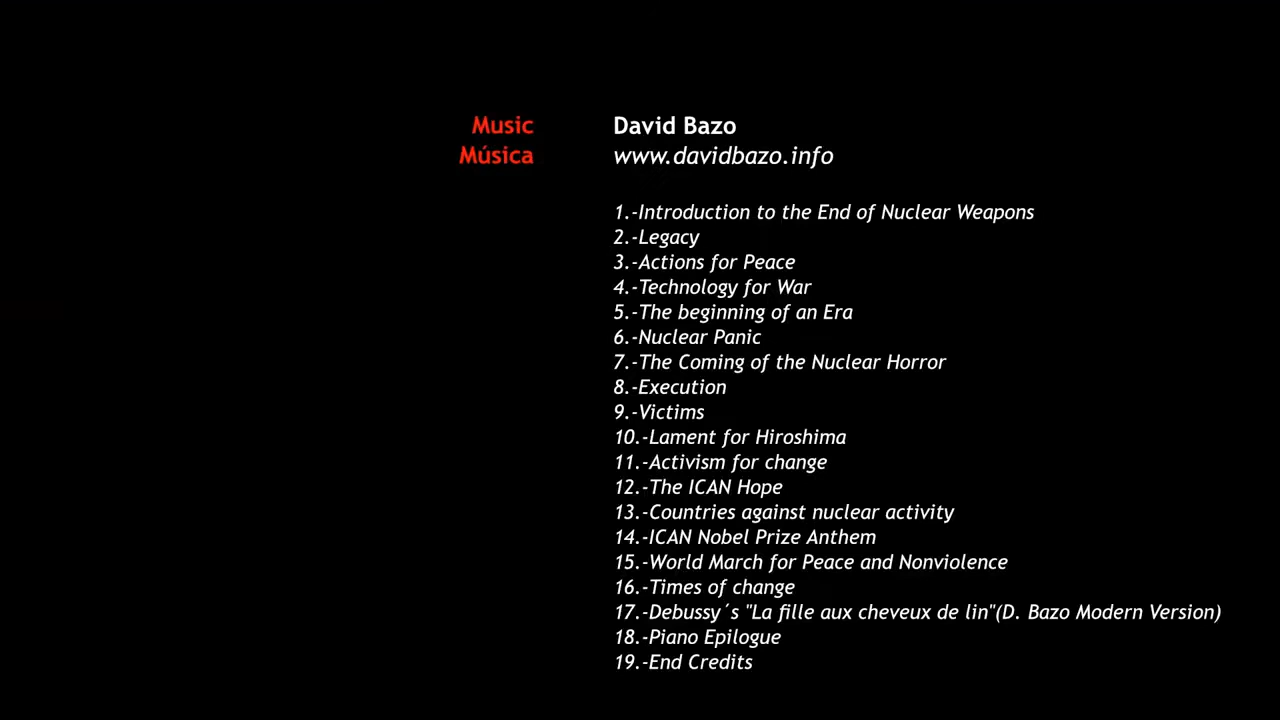 Music
Música
David Bazo
www.davidbazo.info
1.-Introduction to the End of Nuclear Weapons
2.-Legacy
3.-Actions for Peace
4.-Technology for War
5.-The beginning of an Era
6.-Nuclear Panic
7.-The Coming of the Nuclear Horror
8.-Execution
9.-Victims
10.-Lament for Hiroshima
11.-Activism for change
12.-The ICAN Hope
13.-Countries against nuclear activity
14.-ICAN Nobel Prize Anthem
15.-World March for Peace and Nonviolence
16.-Times of change
17.-Debussy´s "La fille aux cheveux de lin"(D. Bazo Modern Version)
18.-Piano Epilogue
19.-End Credits